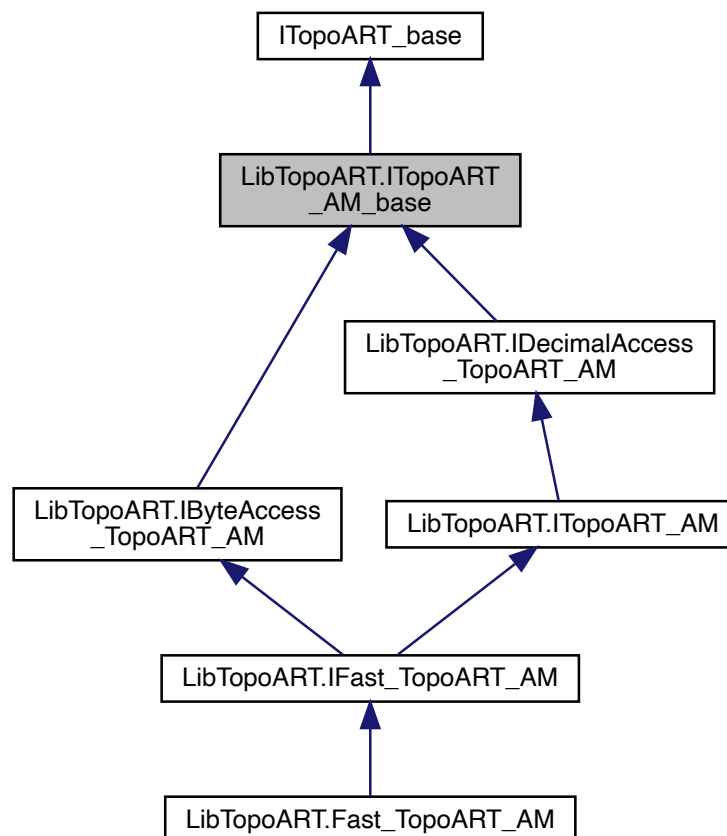 ITopoART_base
LibTopoART.ITopoART
_AM_base
LibTopoART.IDecimalAccess
_TopoART_AM
LibTopoART.IByteAccess
_TopoART_AM
LibTopoART.ITopoART_AM
LibTopoART.IFast_TopoART_AM
LibTopoART.Fast_TopoART_AM